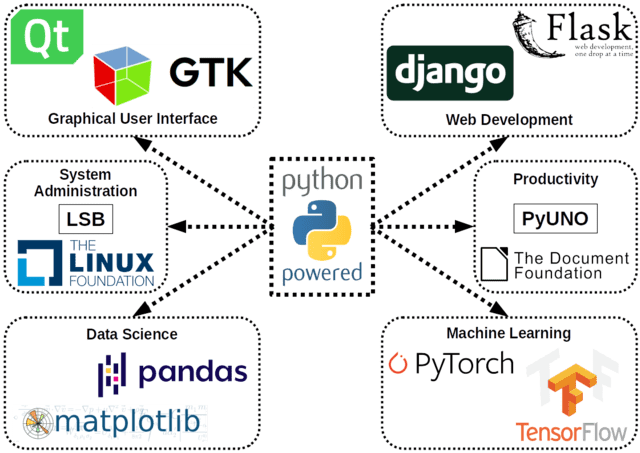 Qt
GTK
Graphical User Interface
Flask
web development,
one drop at a time
django
Web Development
System
Administration
LSB
THE
LINUX
FOUNDATION
python
powered
Productivity
PyUNO
The Document
Foundation
Data Science
pandas
matplotlib
Machine Learning
PyTorch
TensorFlow